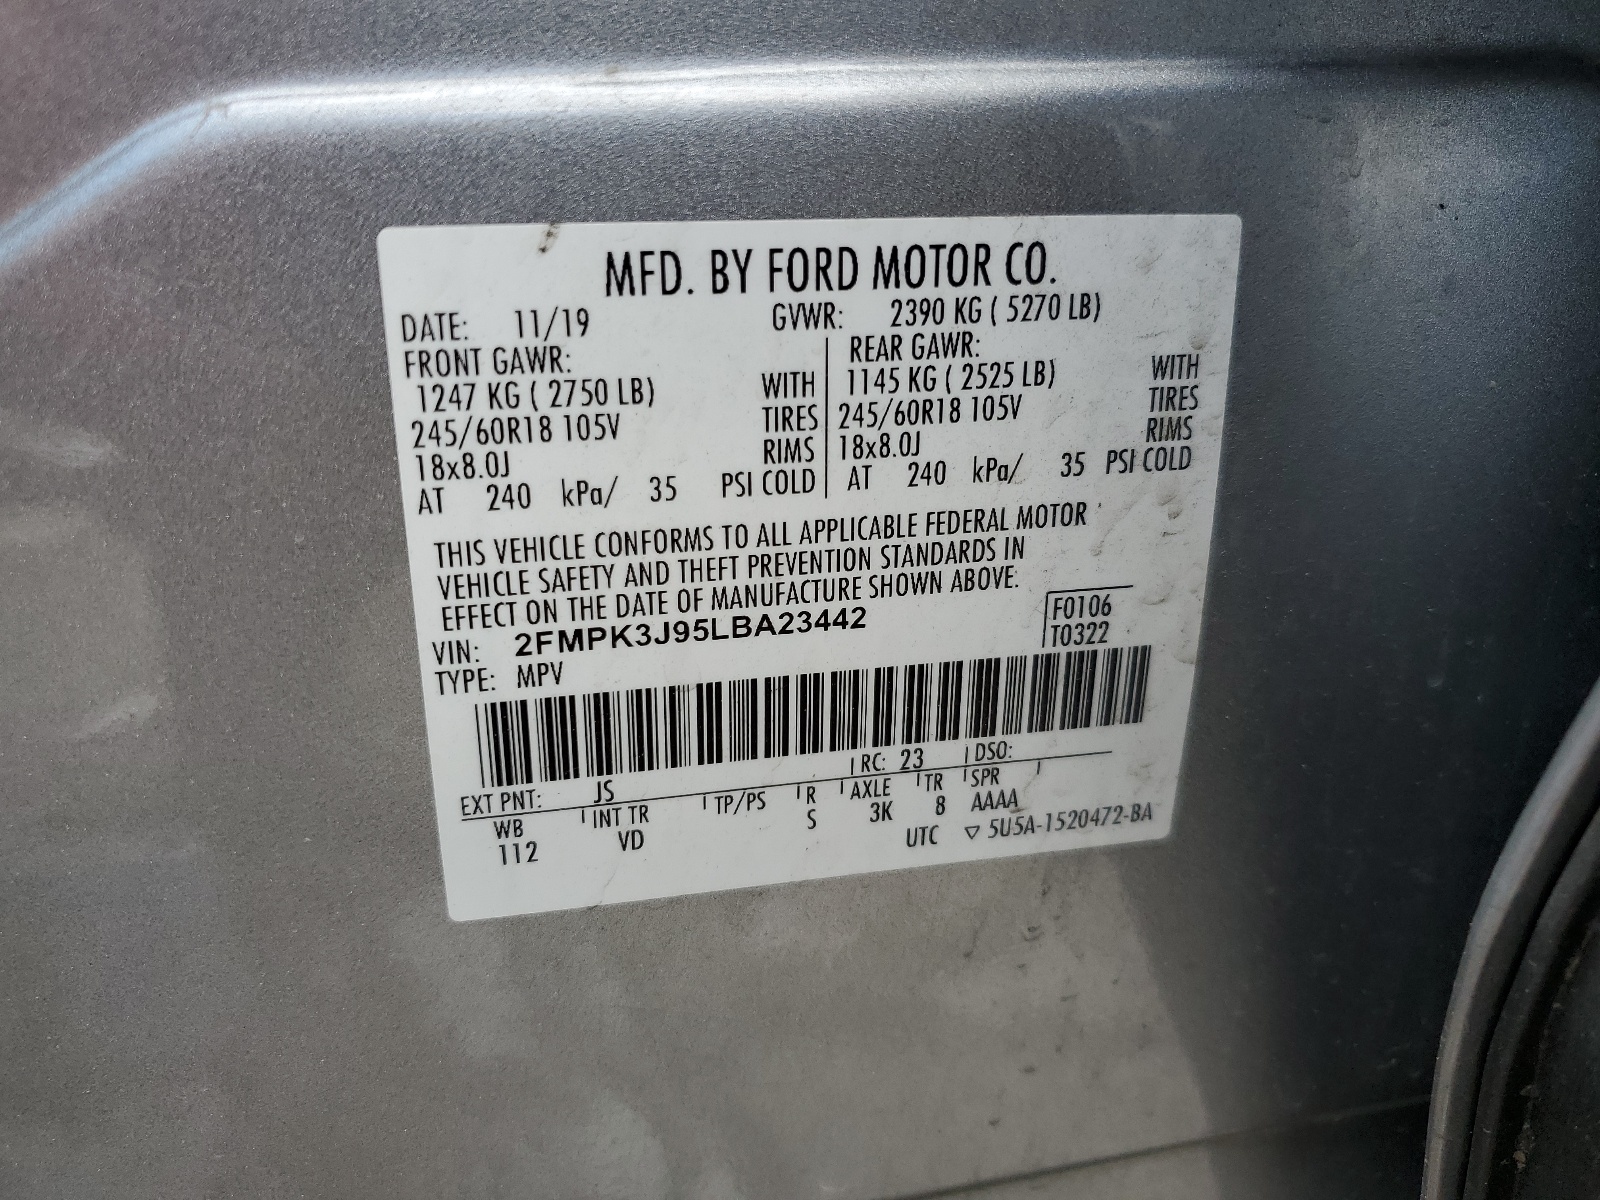 MFD. BY FORD MOTOR CO.
DATE: 11/19 GVWR: 2390 KG ( 5270 LB)
FRONT GAWR: REAR GAWR:
1247 KG ( 2750 LB) WITH 1145 KG ( 2525 LB) WITH
245/60R18 105V TIRES 245/60R18 105V TIRES
18x8.0J RIMS 18x8.0J RIMS
AT 240 kPa/ 35 PSI COLD AT 240 kPa/ 35 PSI COLD
THIS VEHICLE CONFORMS TO ALL APPLICABLE FEDERAL MOTOR
VEHICLE SAFETY AND THEFT PREVENTION STANDARDS IN
EFFECT ON THE DATE OF MANUFACTURE SHOWN ABOVE.
VIN: 2FMPK3J95LBA23442 F0106
TYPE: MPV T0322
EXT PNT: JS RC: 23 DSO:
WB INT TR TP/PS R AXLE TR SPR
112 VD S 3K 8 AAAA
UTC ▽ 5U5A-1520472-BA